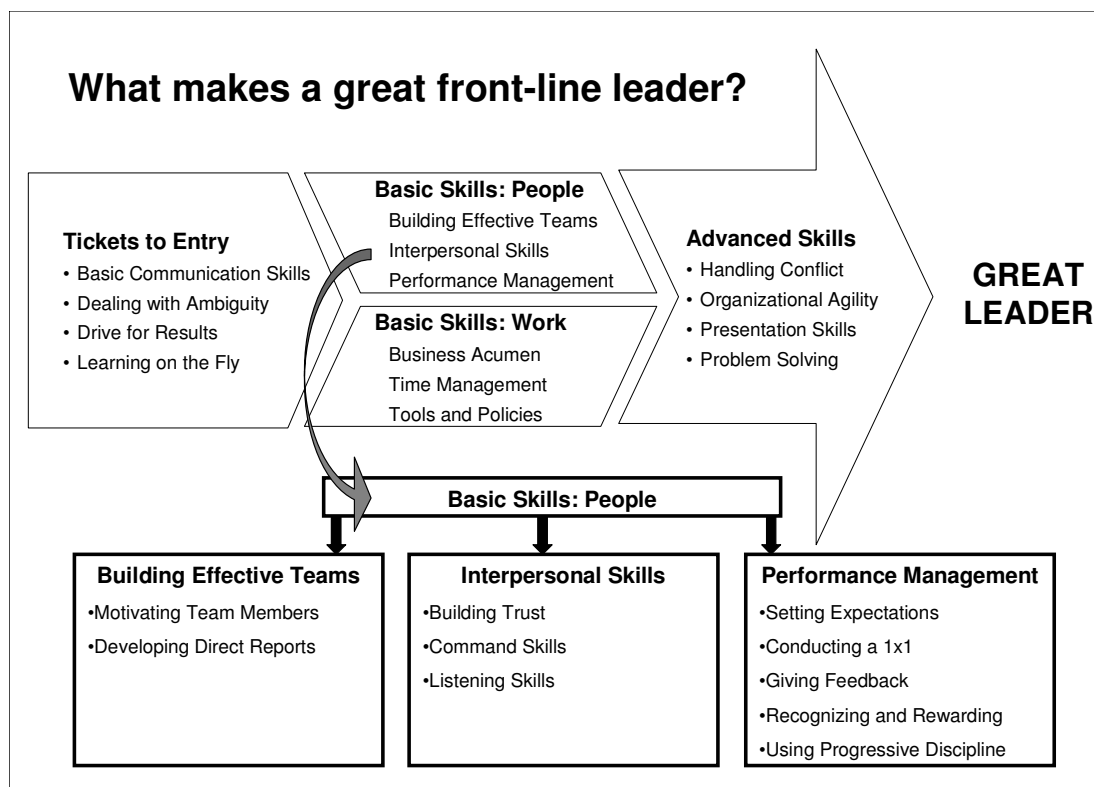 What makes a great front-line leader?
Tickets to Entry
• Basic Communication Skills
• Dealing with Ambiguity
• Drive for Results
• Learning on the Fly
Basic Skills: People
Building Effective Teams
Interpersonal Skills
Performance Management
Basic Skills: Work
Business Acumen
Time Management
Tools and Policies
Advanced Skills
• Handling Conflict
• Organizational Agility
• Presentation Skills
• Problem Solving
GREAT
LEADER
Basic Skills: People
Building Effective Teams
•Motivating Team Members
•Developing Direct Reports
Interpersonal Skills
•Building Trust
•Command Skills
•Listening Skills
Performance Management
•Setting Expectations
•Conducting a 1x1
•Giving Feedback
•Recognizing and Rewarding
•Using Progressive Discipline